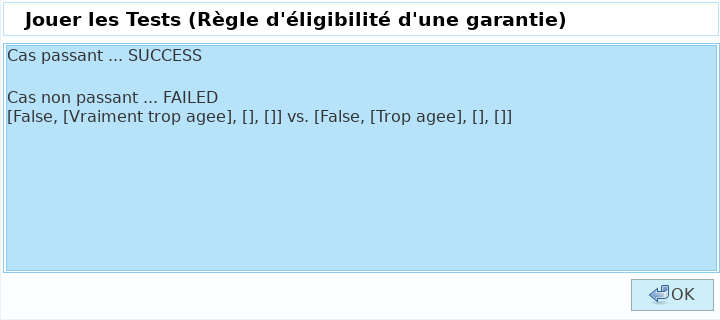 Jouer les Tests (Règle d'éligibilité d'une garantie)
Cas passant ... SUCCESS
Cas non passant ... FAILED
[False, [Vraiment trop agee], [], []] vs. [False, [Trop agee], [], []]
OK